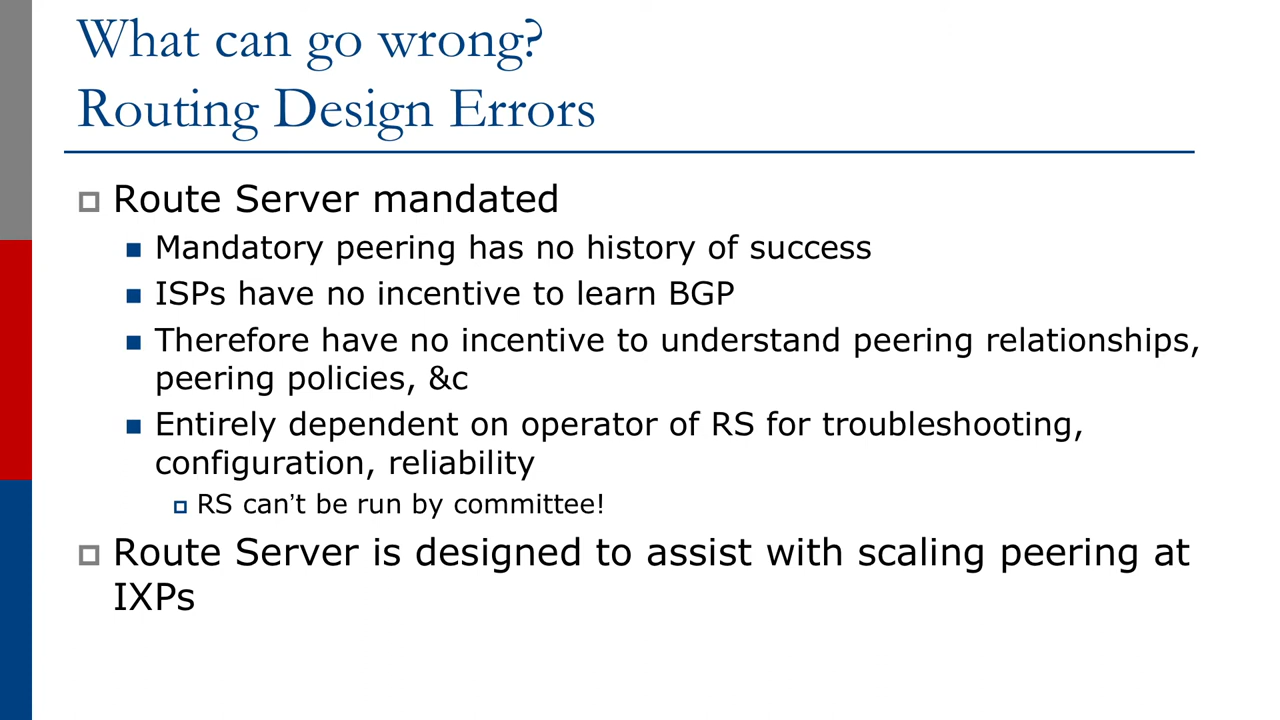 What can go wrong?
Routing Design Errors
Route Server mandated
Mandatory peering has no history of success
ISPs have no incentive to learn BGP
Therefore have no incentive to understand peering relationships,
peering policies, &c
Entirely dependent on operator of RS for troubleshooting,
configuration, reliability
RS can’t be run by committee!
Route Server is designed to assist with scaling peering at
IXPs